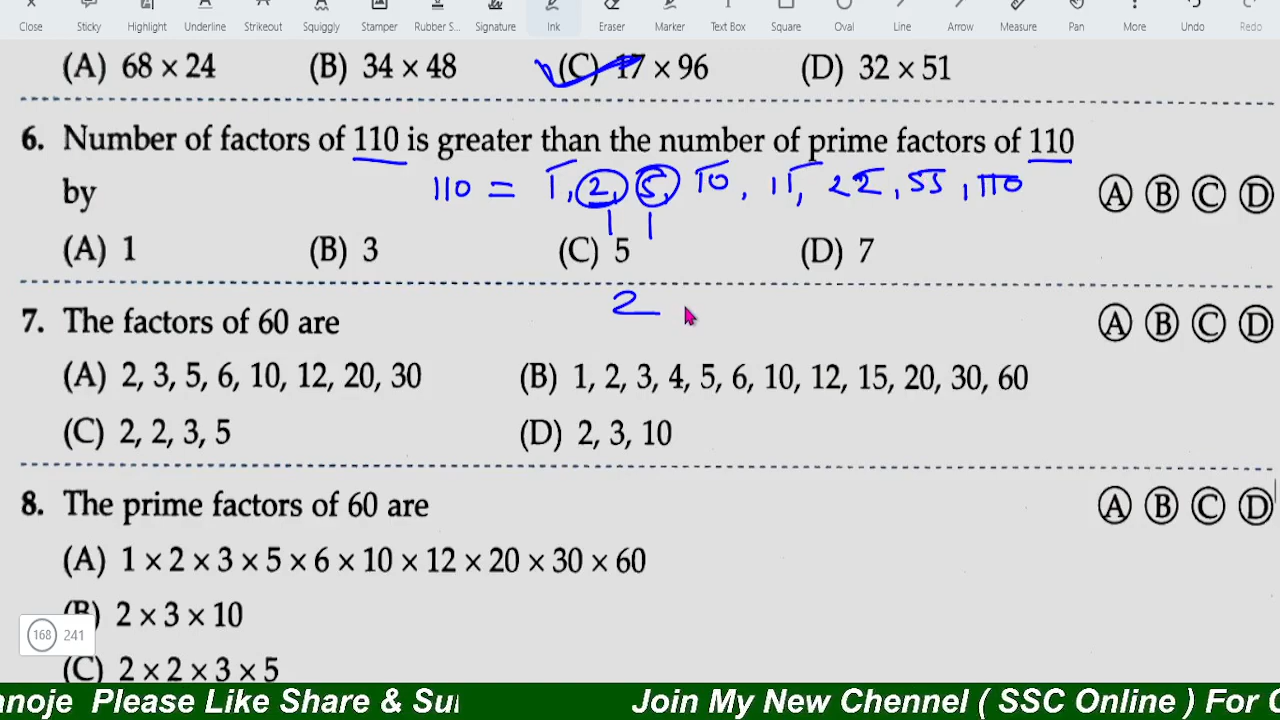 Close Sticky Highlight Underline Strikeout Squiggly Stamper Rubber S... Signature Ink Eraser Marker Text Box Square Oval Line Arrow Measure Pan More Undo Redo
(A) 68 × 24 (B) 34 × 48 (C) 17 × 96 (D) 32 × 51
6. Number of factors of 110 is greater than the number of prime factors of 110
by A B C D
110 = 1, 2, 5, 10, 11, 22, 55, 110
(A) 1 (B) 3 (C) 5 (D) 7
2
7. The factors of 60 are A B C D
(A) 2, 3, 5, 6, 10, 12, 20, 30 (B) 1, 2, 3, 4, 5, 6, 10, 12, 15, 20, 30, 60
(C) 2, 2, 3, 5 (D) 2, 3, 10
8. The prime factors of 60 are A B C D
(A) 1 × 2 × 3 × 5 × 6 × 10 × 12 × 20 × 30 × 60
(B) 2 × 3 × 10
168 241
(C) 2 × 2 × 3 × 5
anoje Please Like Share & Su Join My New Chennel ( SSC Online ) For